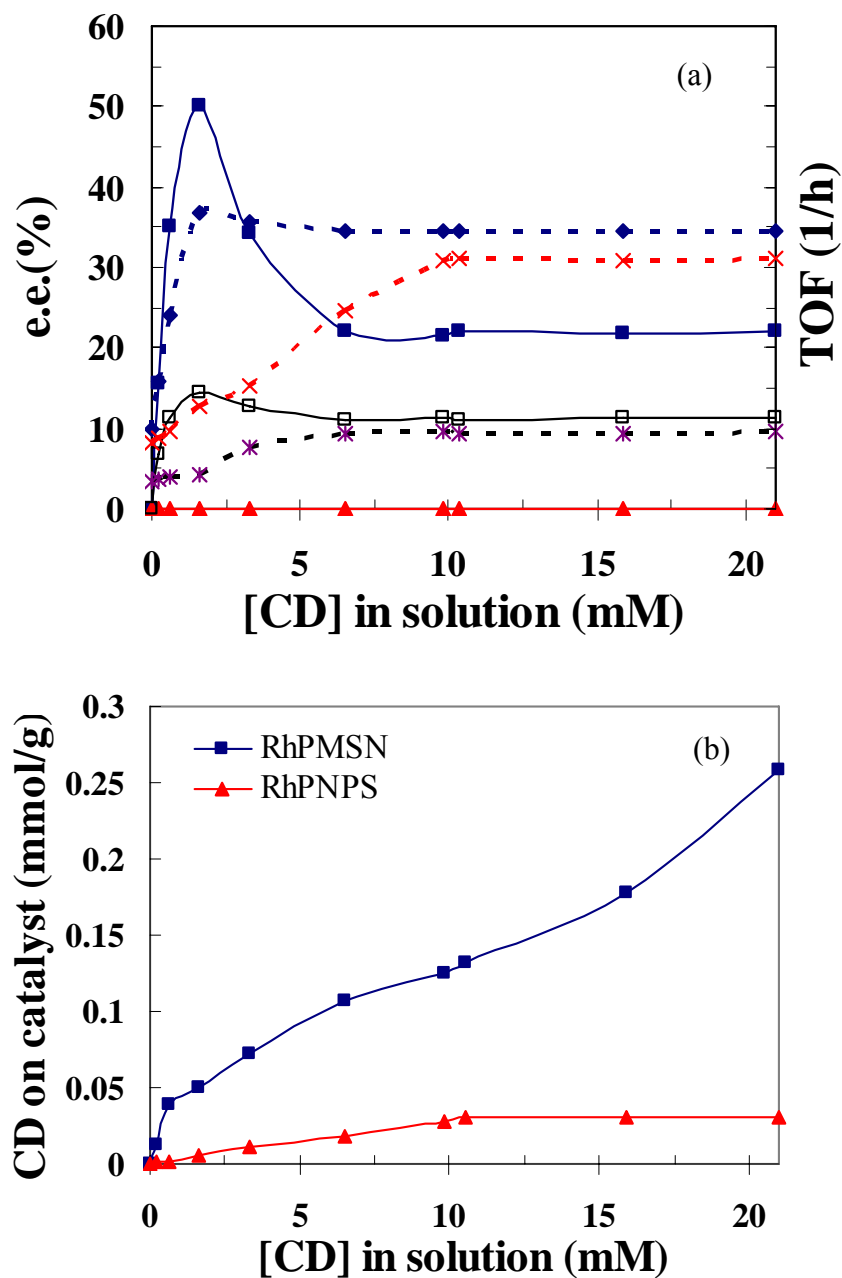 (a)
60
50
40
30
20
10
0
e.e.(%)
TOF (1/h)
0 5 10 15 20
[CD] in solution (mM)
(b)
RhPMSN
RhPNPS
0.3
0.25
0.2
0.15
0.1
0.05
0
CD on catalyst (mmol/g)
0 5 10 15 20
[CD] in solution (mM)